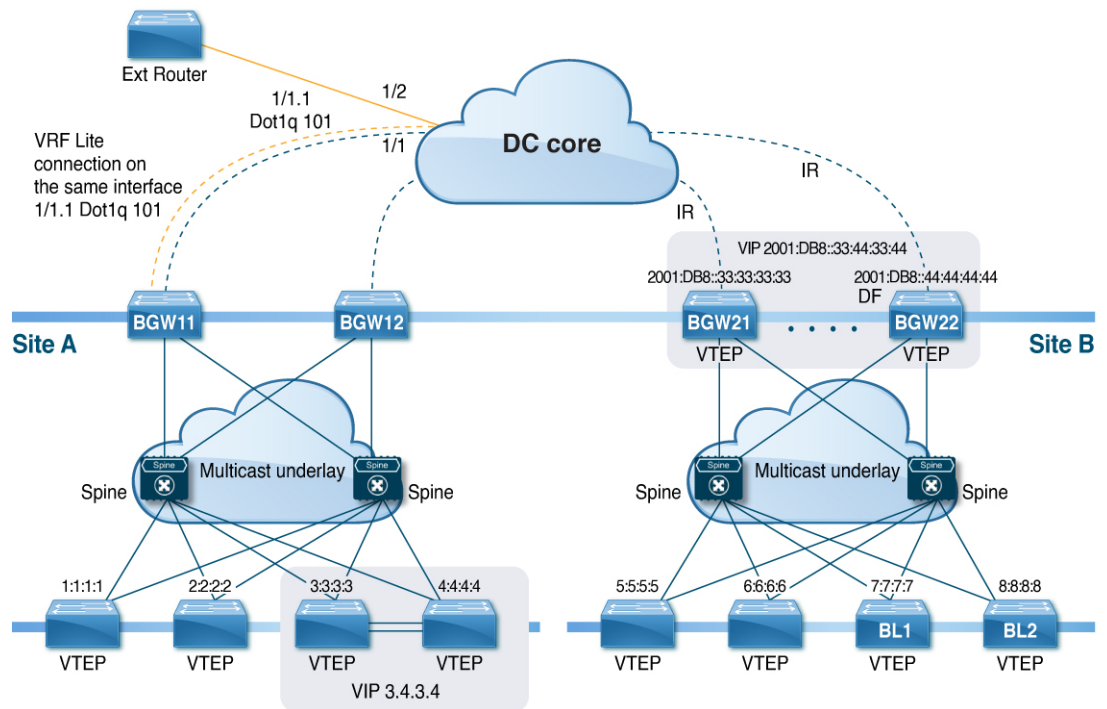 Ext Router
1/1.1
Dot1q 101
1/2
1/1
VRF Lite
connection on
the same interface
1/1.1 Dot1q 101
DC core
IR
IR
VIP 2001:DB8::33:44:33:44
2001:DB8::33:33:33:33
2001:DB8::44:44:44:44
DF
BGW11
BGW12
BGW21
. . . .
BGW22
Site A
VTEP
VTEP
Site B
Spine
Multicast underlay
Spine
Spine
Spine
Spine
Multicast underlay
Spine
Spine
Spine
1:1:1:1
2:2:2:2
3:3:3:3
4:4:4:4
5:5:5:5
6:6:6:6
7:7:7:7
8:8:8:8
BL1
BL2
VTEP
VTEP
VTEP
VTEP
VTEP
VTEP
VTEP
VTEP
VIP 3.4.3.4